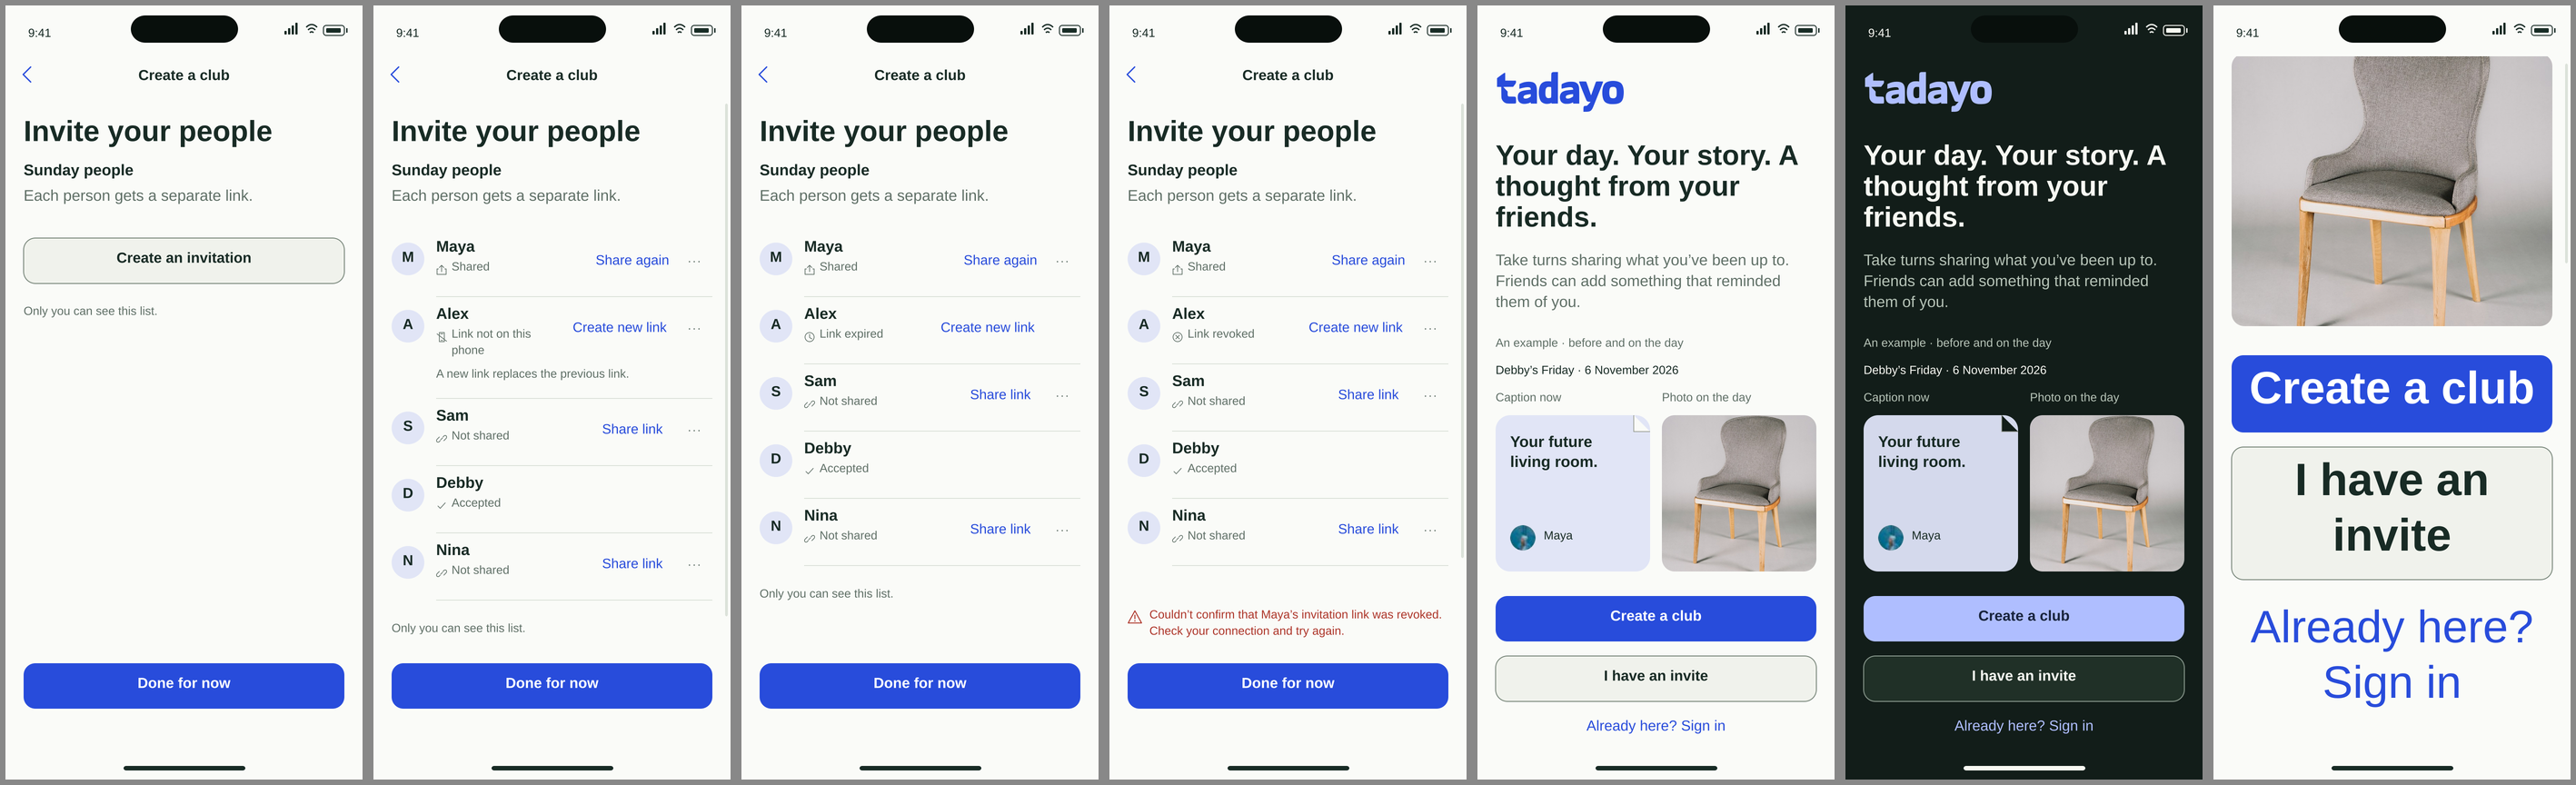 9:41
Create a club
Invite your people
Sunday people
Each person gets a separate link.
Create an invitation
Only you can see this list.
Done for now
9:41
Create a club
Invite your people
Sunday people
Each person gets a separate link.
M
Maya
Shared
Share again
...
A
Alex
Link not on this
phone
Create new link
...
A new link replaces the previous link.
S
Sam
Not shared
Share link
...
D
Debby
Accepted
N
Nina
Not shared
Share link
...
Only you can see this list.
Done for now
9:41
Create a club
Invite your people
Sunday people
Each person gets a separate link.
M
Maya
Shared
Share again
...
A
Alex
Link expired
Create new link
S
Sam
Not shared
Share link
...
D
Debby
Accepted
N
Nina
Not shared
Share link
...
Only you can see this list.
Done for now
9:41
Create a club
Invite your people
Sunday people
Each person gets a separate link.
M
Maya
Shared
Share again
...
A
Alex
Link revoked
Create new link
...
S
Sam
Not shared
Share link
...
D
Debby
Accepted
N
Nina
Not shared
Share link
...
Couldn’t confirm that Maya’s invitation link was revoked.
Check your connection and try again.
Done for now
9:41
tadayo
Your day. Your story. A
thought from your
friends.
Take turns sharing what you’ve been up to.
Friends can add something that reminded
them of you.
An example · before and on the day
Debby’s Friday · 6 November 2026
Caption now
Photo on the day
Your future
living room.
Maya
Create a club
I have an invite
Already here? Sign in
9:41
tadayo
Your day. Your story. A
thought from your
friends.
Take turns sharing what you’ve been up to.
Friends can add something that reminded
them of you.
An example · before and on the day
Debby’s Friday · 6 November 2026
Caption now
Photo on the day
Your future
living room.
Maya
Create a club
I have an invite
Already here? Sign in
9:41
Create a club
I have an
invite
Already here?
Sign in